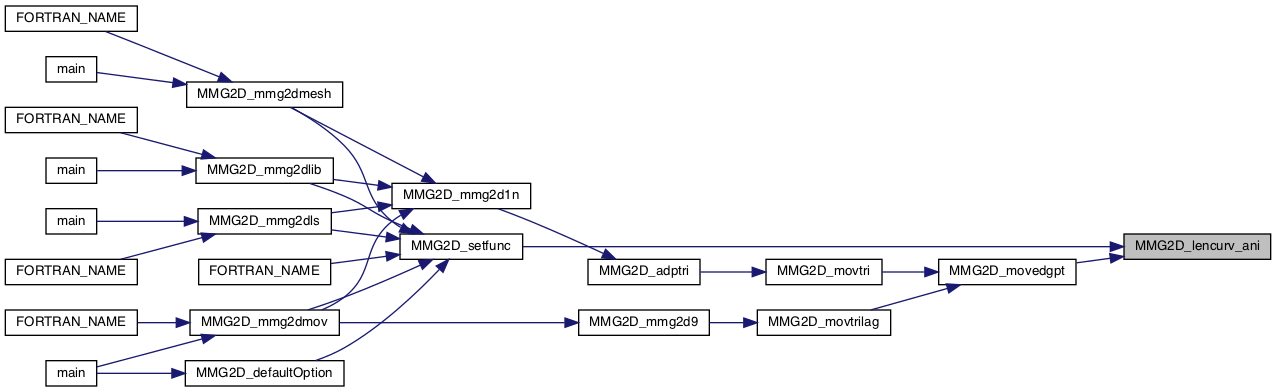 FORTRAN_NAME
main
MMG2D_mmg2dmesh
FORTRAN_NAME
main
MMG2D_mmg2dlib
MMG2D_mmg2d1n
main
MMG2D_mmg2dls
FORTRAN_NAME
FORTRAN_NAME
MMG2D_setfunc
MMG2D_lencurv_ani
MMG2D_adptri
MMG2D_movtri
MMG2D_movedgpt
FORTRAN_NAME
MMG2D_mmg2dmov
MMG2D_mmg2d9
MMG2D_movtrilag
main
MMG2D_defaultOption